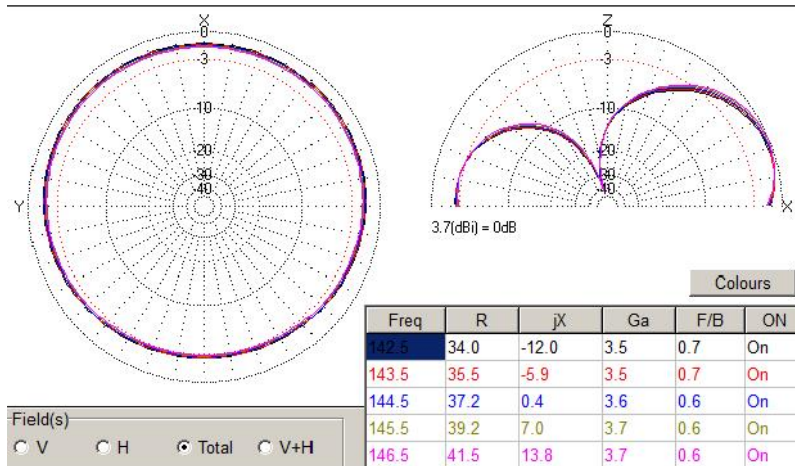 X
0
-3
-10
-20
-30
-40
Y
Z
0
-3
-10
-20
-30
-40
X
3.7(dBi) = 0dB
Colours
Freq R jX Ga F/B ON
142.5 34.0 -12.0 3.5 0.7 On
143.5 35.5 -5.9 3.5 0.7 On
144.5 37.2 0.4 3.6 0.6 On
145.5 39.2 7.0 3.7 0.6 On
146.5 41.5 13.8 3.7 0.6 On
Field(s)
V H Total V+H